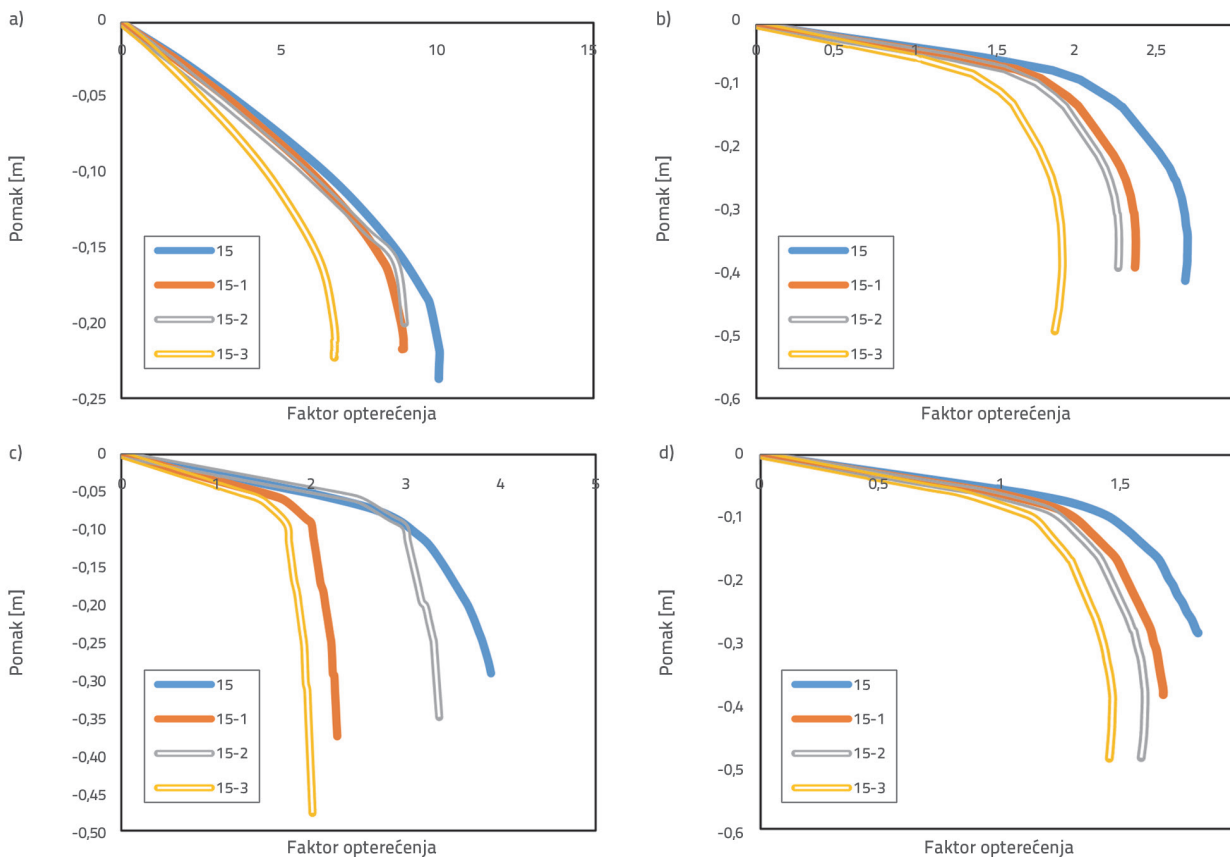 a)
0
0 5 10 15
-0,05
-0,10
-0,15
-0,20
-0,25
Pomak [m]
Faktor opterećenja
15
15-1
15-2
15-3
b)
0
0 0,5 1 1,5 2 2,5
-0,1
-0,2
-0,3
-0,4
-0,5
-0,6
Pomak [m]
Faktor opterećenja
15
15-1
15-2
15-3
c)
0
0 1 2 3 4 5
-0,05
-0,10
-0,15
-0,20
-0,25
-0,30
-0,35
-0,40
-0,45
-0,50
Pomak [m]
Faktor opterećenja
15
15-1
15-2
15-3
d)
0
0 0,5 1 1,5
-0,1
-0,2
-0,3
-0,4
-0,5
-0,6
Pomak [m]
Faktor opterećenja
15
15-1
15-2
15-3